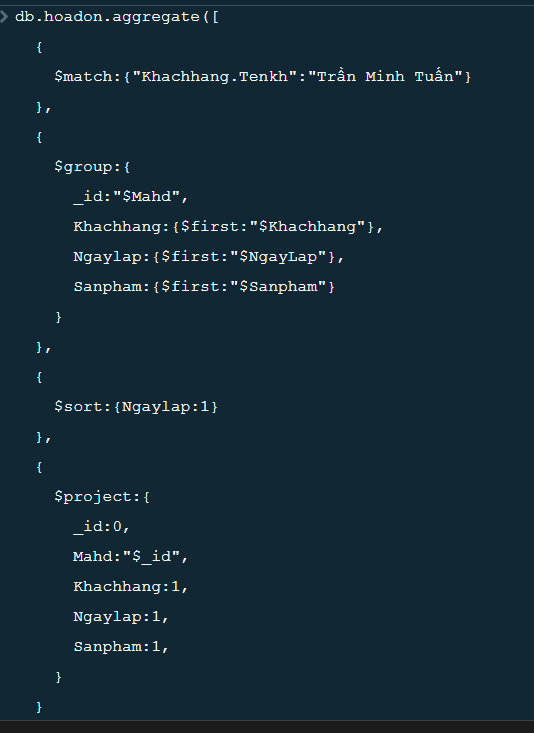 db.hoadon.aggregate([
{
$match:{"Khachhang.Tenkh":"Trần Minh Tuấn"}
},
{
$group:{
_id:"$Mahd",
Khachhang:{$first:"$Khachhang"},
Ngaylap:{$first:"$NgayLap"},
Sanpham:{$first:"$Sanpham"}
}
},
{
$sort:{Ngaylap:1}
},
{
$project:{
_id:0,
Mahd:"$_id",
Khachhang:1,
Ngaylap:1,
Sanpham:1,
}
}